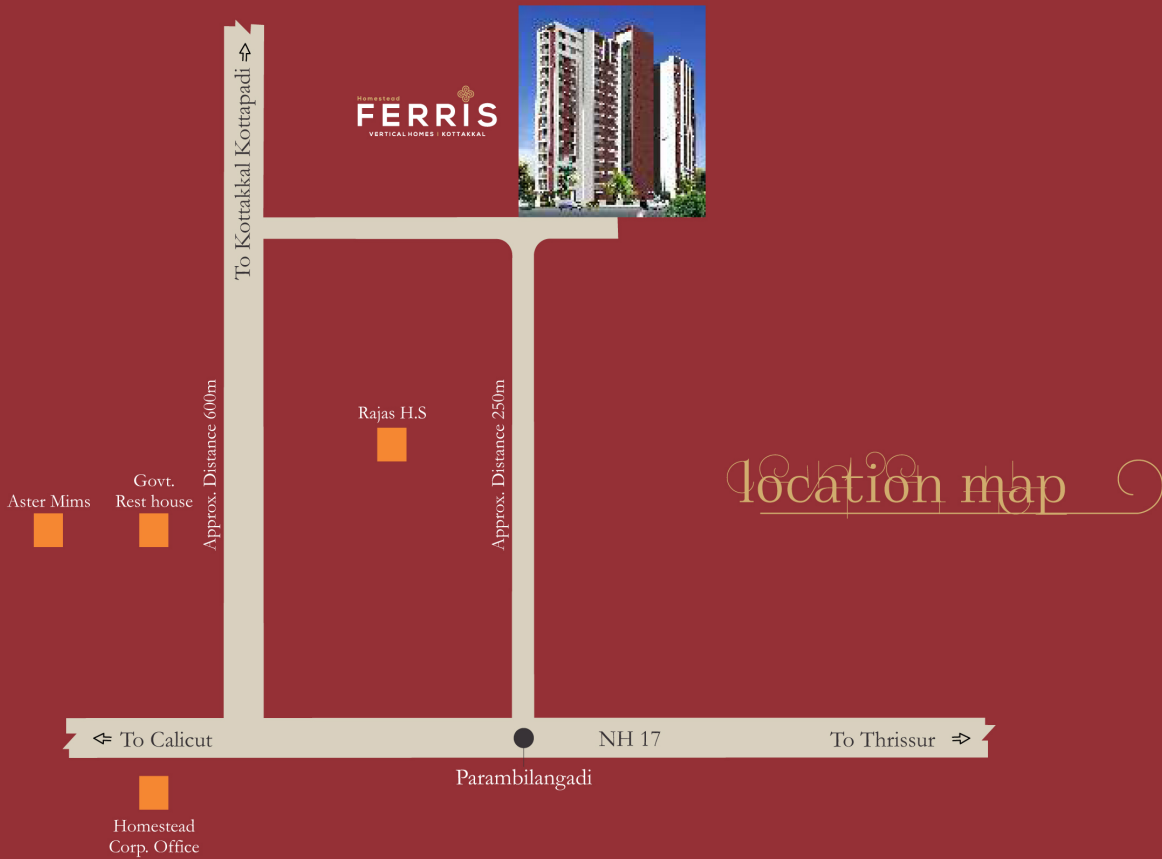 Homestead
FERRIS
VERTICAL HOMES | KOTTAKKAL
To Kottakkal Kottapadi
Approx. Distance 600m
Rajas H.S
Approx. Distance 250m
Aster Mims
Govt.
Rest house
location map
To Calicut
NH 17
To Thrissur
Parambilangadi
Homestead
Corp. Office